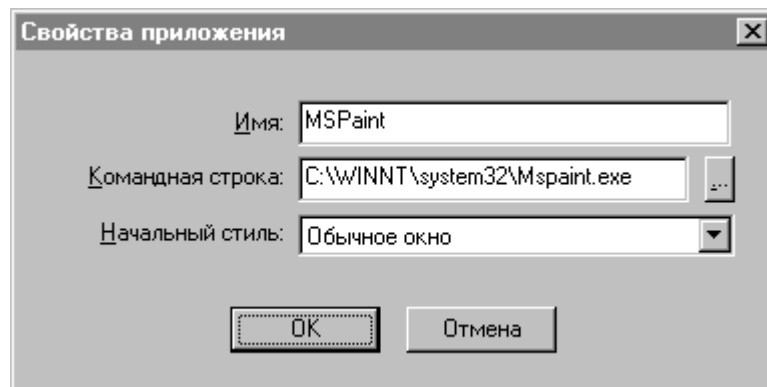 Свойства приложения
Имя: MSPaint
Командная строка: C:\WINNT\system32\Mspaint.exe ...
Начальный стиль: Обычное окно
OK Отмена